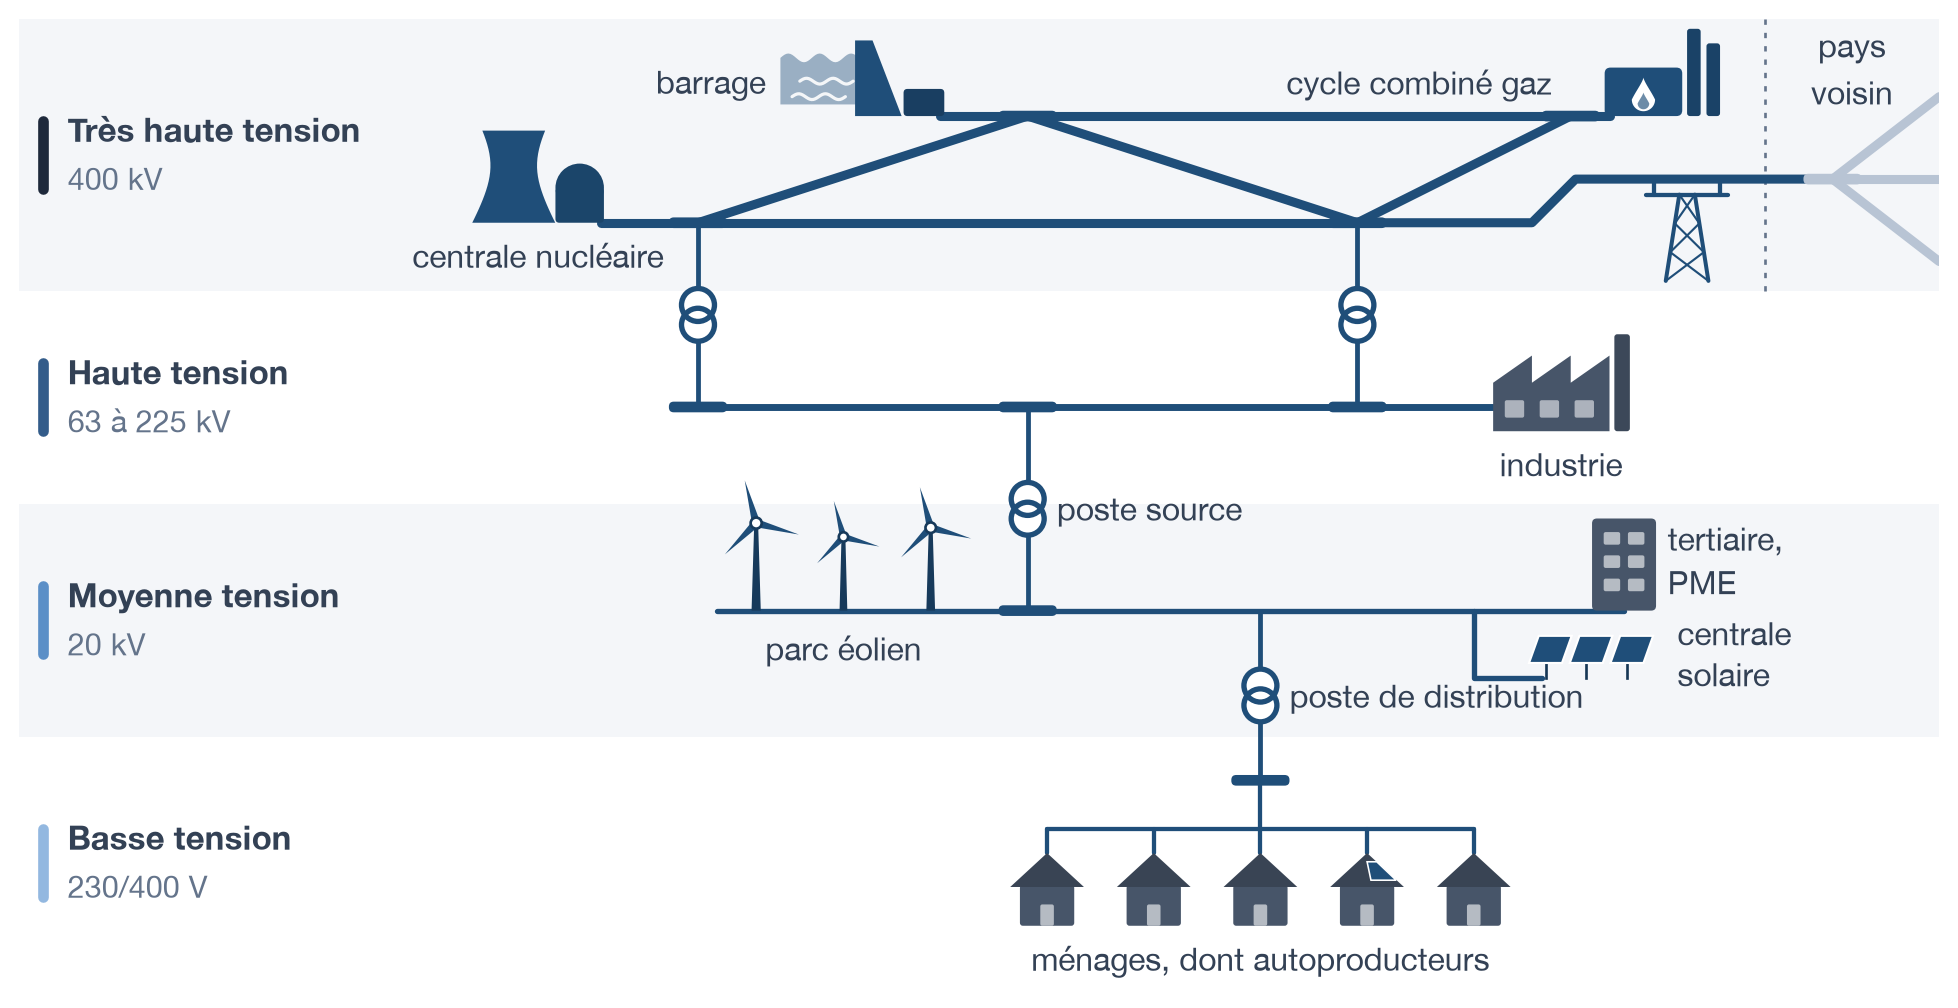 barrage
cycle combiné gaz
pays
voisin
Très haute tension
400 kV
centrale nucléaire
Haute tension
63 à 225 kV
industrie
poste source
tertiaire,
PME
Moyenne tension
20 kV
parc éolien
centrale
solaire
poste de distribution
Basse tension
230/400 V
ménages, dont autoproducteurs